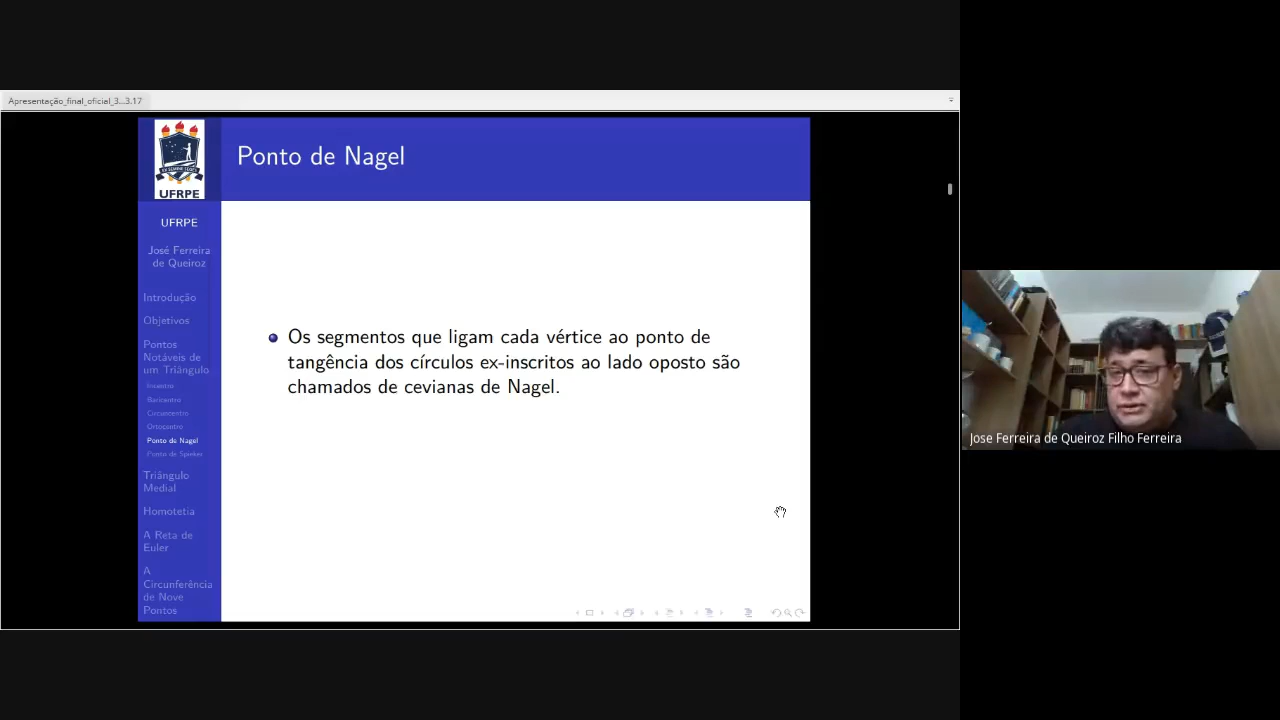 Apresentação_final_oficial_3...3.17
UFRPE
Ponto de Nagel
UFRPE
José Ferreira
de Queiroz
Introdução
Objetivos
Pontos
Notáveis de
um Triângulo
Incentro
Baricentro
Circuncentro
Ortocentro
Ponto de Nagel
Ponto de Spieker
Triângulo
Medial
Homotetia
A Reta de
Euler
A
Circunferência
de Nove
Pontos
Os segmentos que ligam cada vértice ao ponto de
tangência dos círculos ex-inscritos ao lado oposto são
chamados de cevianas de Nagel.
Jose Ferreira de Queiroz Filho Ferreira